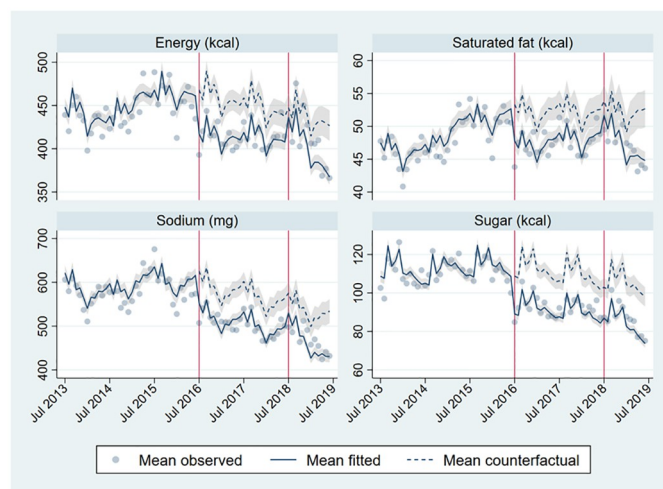 Energy (kcal)
500
450
400
350
Saturated fat (kcal)
60
55
50
45
40
Sodium (mg)
700
600
500
400
Jul 2013
Jul 2014
Jul 2015
Jul 2016
Jul 2017
Jul 2018
Jul 2019
Sugar (kcal)
120
100
80
60
Jul 2013
Jul 2014
Jul 2015
Jul 2016
Jul 2017
Jul 2018
Jul 2019
Mean observed
Mean fitted
Mean counterfactual